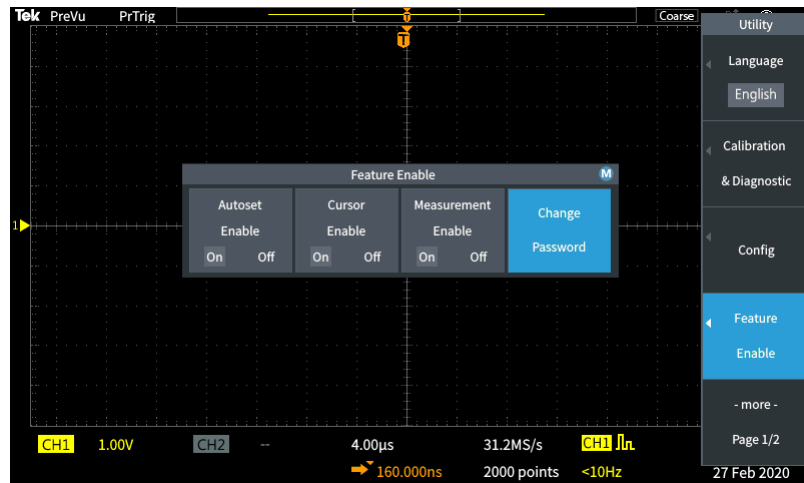 Tek PreVu PrTrig T Coarse Utility
T
Language
English
Calibration
& Diagnostic
Feature Enable M
Autoset Cursor Measurement Change
Enable Enable Enable Password
On Off On Off On Off
1
Config
Feature
Enable
- more -
Page 1/2
CH1 1.00V CH2 -- 4.00µs 31.2MS/s CH1
160.000ns 2000 points <10Hz 27 Feb 2020